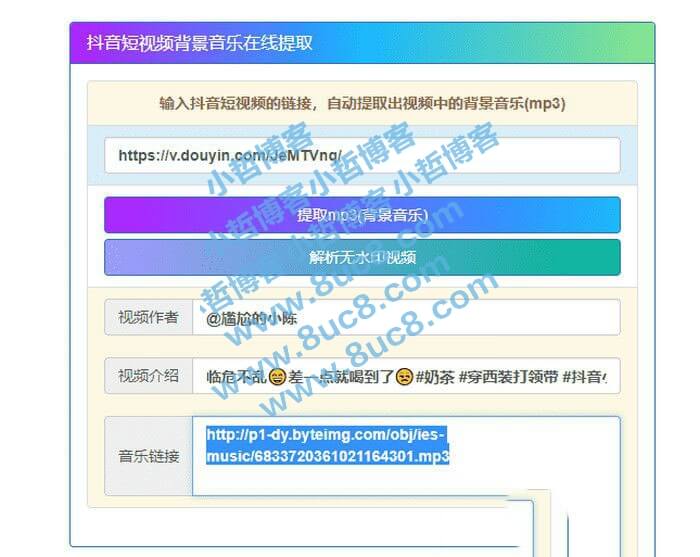 抖音短视频背景音乐在线提取
输入抖音短视频的链接，自动提取出视频中的背景音乐(mp3)
https://v.douyin.com/JeMTVnq/
提取mp3(背景音乐)
解析无水印视频
视频作者 @尴尬的小陈
视频介绍 临危不乱😄差一点就喝到了😒#奶茶 #穿西装打领带 #抖音小
音乐链接
http://p1-dy.byteimg.com/obj/ies-
music/6833720361021164301.mp3
小哲博客小哲博客
小哲博客小哲博客
www.8uc8.com
www.8uc8.com